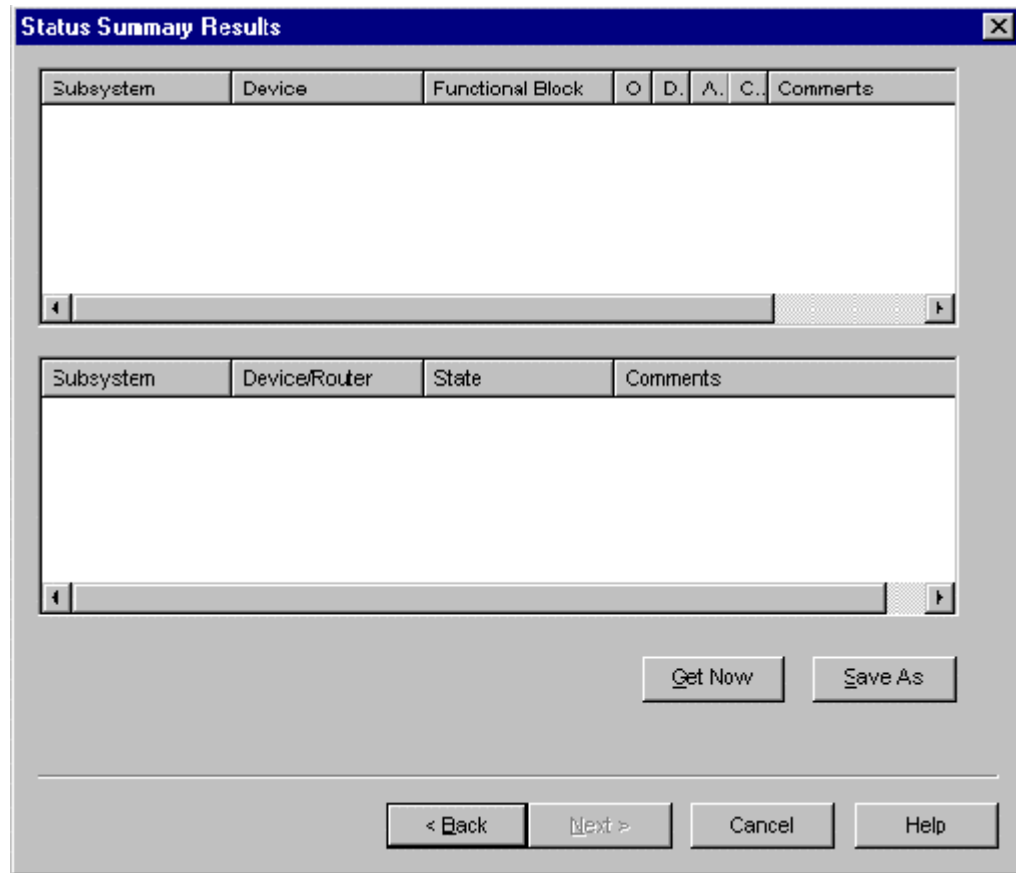 Status Summary Results
Subsystem Device Functional Block O D. A. C.. Comments
Subsystem Device/Router State Comments
Get Now Save As
< Back Next > Cancel Help